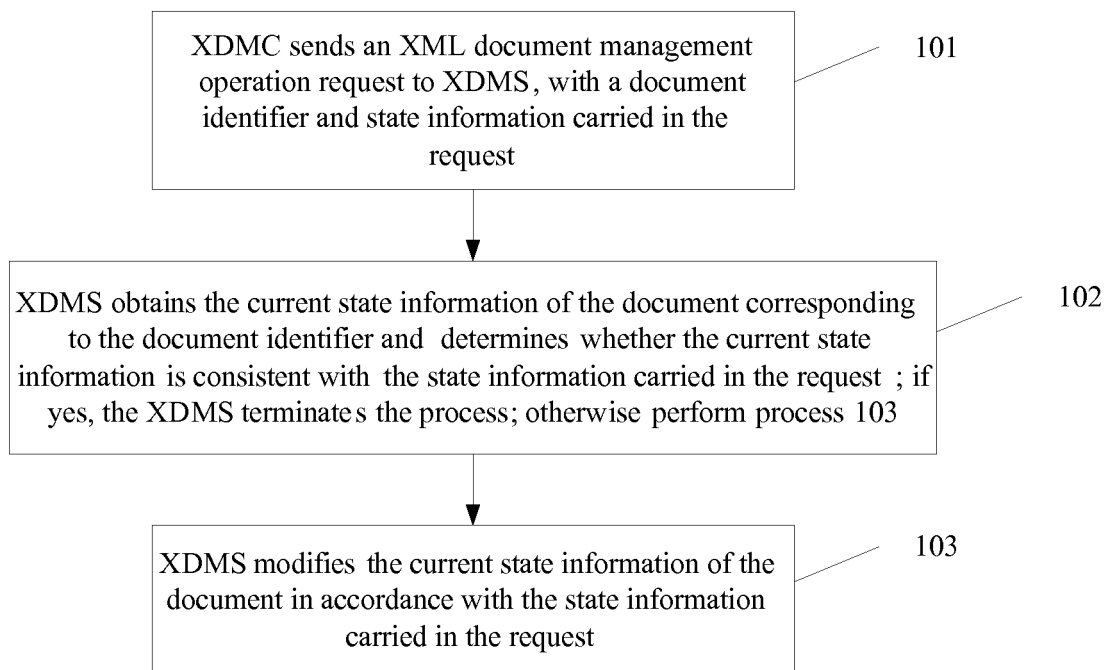 XDMC sends an XML document management
operation request to XDMS, with a document
identifier and state information carried in the
request
101
XDMS obtains the current state information of the document corresponding
to the document identifier and determines whether the current state
information is consistent with the state information carried in the request ; if
yes, the XDMS terminates the process; otherwise perform process 103
102
XDMS modifies the current state information of the
document in accordance with the state information
carried in the request
103